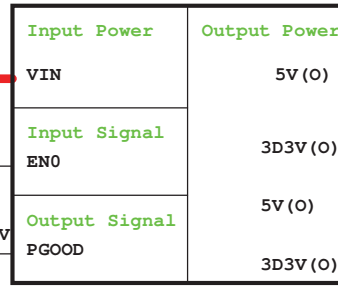 Input Power
VIN
Input Signal
EN0
Output Signal
PGOOD
Output Power
5V(O)
3D3V(O)
5V(O)
3D3V(O)
V